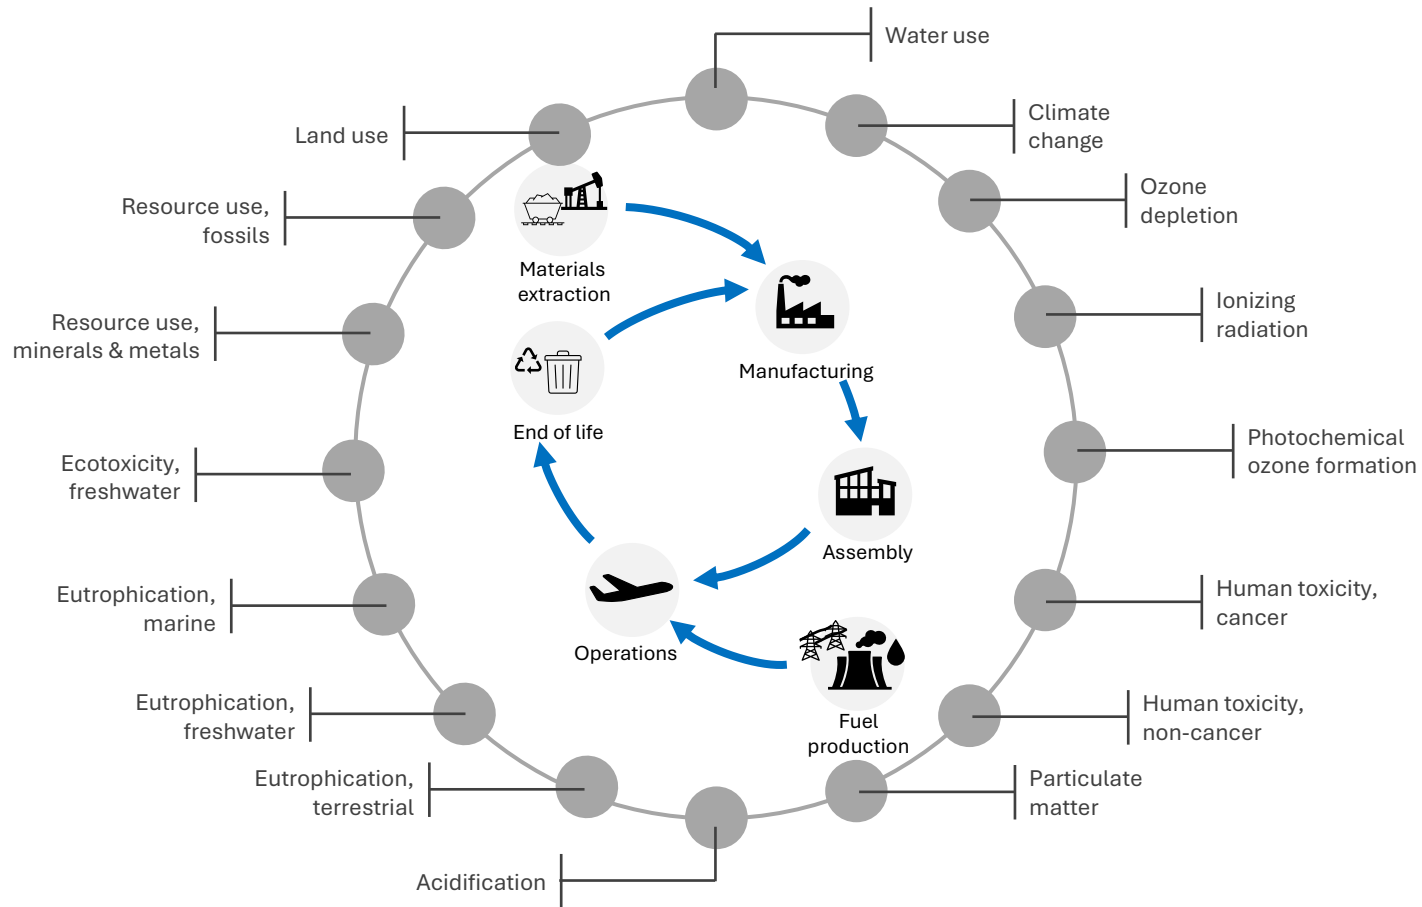 Water use
Climate
change
Ozone
depletion
Ionizing
radiation
Photochemical
ozone formation
Human toxicity,
cancer
Human toxicity,
non-cancer
Particulate
matter
Acidification
Eutrophication,
terrestrial
Eutrophication,
freshwater
Eutrophication,
marine
Ecotoxicity,
freshwater
Resource use,
minerals & metals
Resource use,
fossils
Land use
Materials
extraction
Manufacturing
Assembly
Operations
Fuel
production
End of life